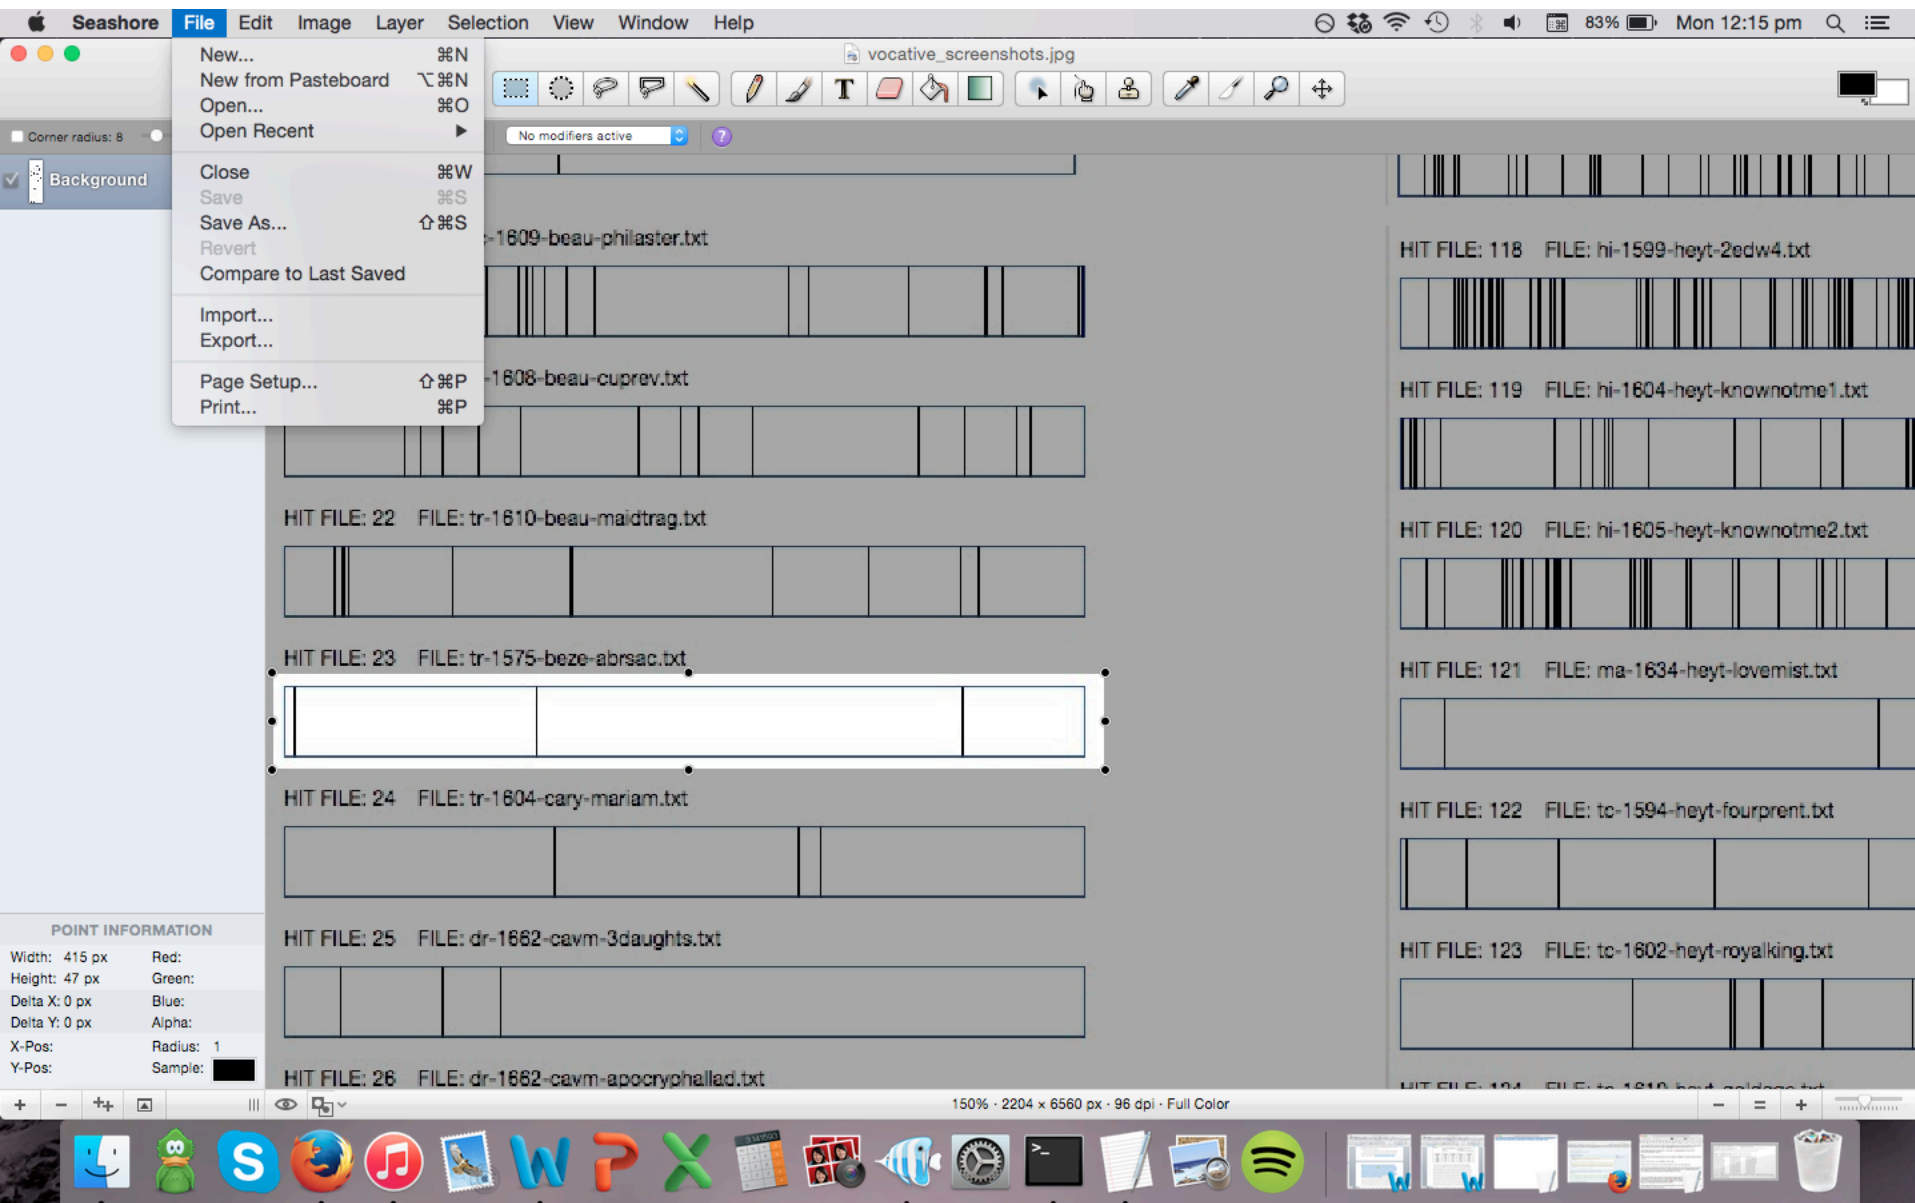 Seashore File Edit Image Layer Selection View Window Help 83% Mon 12:15 pm
vocative_screenshots.jpg
New... ⌘N
New from Pasteboard ⌥⌘N
Open... ⌘O
Open Recent ▶
Close ⌘W
Save ⌘S
Save As... ⇧⌘S
Revert
Compare to Last Saved
Import...
Export...
Page Setup... ⇧⌘P
Print... ⌘P
T
Corner radius: 8
No modifiers active
?
Background
-1609-beau-philaster.txt
-1608-beau-cuprev.txt
HIT FILE: 22 FILE: tr-1610-beau-maidtrag.txt
HIT FILE: 23 FILE: tr-1575-beze-abrsac.txt
HIT FILE: 24 FILE: tr-1604-cary-mariam.txt
HIT FILE: 25 FILE: dr-1662-cavm-3daughts.txt
HIT FILE: 26 FILE: dr-1662-cavm-apocryphallad.txt
HIT FILE: 118 FILE: hi-1599-heyt-2edw4.txt
HIT FILE: 119 FILE: hi-1604-heyt-knownotme1.txt
HIT FILE: 120 FILE: hi-1605-heyt-knownotme2.txt
HIT FILE: 121 FILE: ma-1634-heyt-lovemist.txt
HIT FILE: 122 FILE: tc-1594-heyt-fourprent.txt
HIT FILE: 123 FILE: tc-1602-heyt-royalking.txt
POINT INFORMATION
Width: 415 px Red:
Height: 47 px Green:
Delta X: 0 px Blue:
Delta Y: 0 px Alpha:
X-Pos: Radius: 1
Y-Pos: Sample:
150% · 2204 × 6560 px · 96 dpi · Full Color